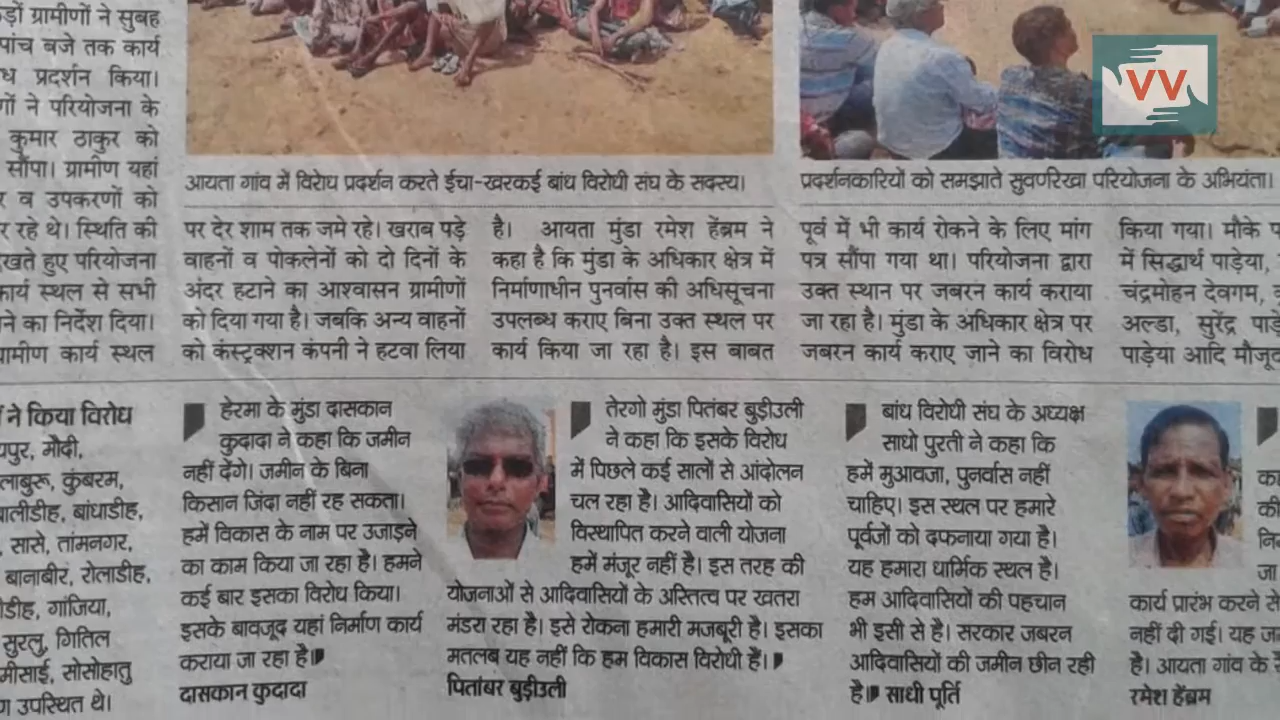 ड़ों ग्रामीणों ने सुबह
पांच बजे तक कार्य
ध प्रदर्शन किया।
गों ने परियोजना के
कुमार ठाकुर को
सौंपा। ग्रामीण यहां
र व उपकरणों को
र रहे थे। स्थिति की
खते हुए परियोजना
कार्य स्थल से सभी
ने का निर्देश दिया।
ग्रामीण कार्य स्थल
VV
आयता गांव में विरोध प्रदर्शन करते ईचा-खरकई बांध विरोधी संघ के सदस्य।
प्रदर्शनकारियों को समझाते सुवर्णरेखा परियोजना के अभियंता।
पर देर शाम तक जमे रहे। खराब पड़े
वाहनों व पोकलेनों को दो दिनों के
अंदर हटाने का आश्वासन ग्रामीणों
को दिया गया है। जबकि अन्य वाहनों
को कंस्ट्रक्शन कंपनी ने हटवा लिया
है। आयता मुंडा रमेश हेंब्रम ने
कहा है कि मुंडा के अधिकार क्षेत्र में
निर्माणाधीन पुनर्वास की अधिसूचना
उपलब्ध कराए बिना उक्त स्थल पर
कार्य किया जा रहा है। इस बाबत
पूर्व में भी कार्य रोकने के लिए मांग
पत्र सौंपा गया था। परियोजना द्वारा
उक्त स्थान पर जबरन कार्य कराया
जा रहा है। मुंडा के अधिकार क्षेत्र पर
जबरन कार्य कराए जाने का विरोध
किया गया। मौके प
में सिद्धार्थ पाड़ेया,
चंद्रमोहन देवगम,
अल्डा, सुरेंद्र पाड़े
पाड़ेया आदि मौजूद
ने किया विरोध
यपुर, मौदी,
लाबुरू, कुंबरम,
बालीडीह, बांधाडीह,
, सासे, तांमनगर,
बानाबीर, रोलाडीह,
डीह, गांजिया,
सुरलु, गितिल
मीसाई, सोसोहातु
ग उपस्थित थे।
हेरमा के मुंडा दासकान
कुदादा ने कहा कि जमीन
नहीं देंगे। जमीन के बिना
किसान जिंदा नहीं रह सकता।
हमें विकास के नाम पर उजाड़ने
का काम किया जा रहा है। हमने
कई बार इसका विरोध किया।
इसके बावजूद यहां निर्माण कार्य
कराया जा रहा है।
दासकान कुदादा
तेरगो मुंडा पितंबर बुड़ीउली
ने कहा कि इसके विरोध
में पिछले कई सालों से आंदोलन
चल रहा है। आदिवासियों को
विस्थापित करने वाली योजना
हमें मंजूर नहीं है। इस तरह की
योजनाओं से आदिवासियों के अस्तित्व पर खतरा
मंडरा रहा है। इसे रोकना हमारी मजबूरी है। इसका
मतलब यह नहीं कि हम विकास विरोधी हैं।
पितांबर बुड़ीउली
बांध विरोधी संघ के अध्यक्ष
साधो पुरती ने कहा कि
हमें मुआवजा, पुनर्वास नहीं
चाहिए। इस स्थल पर हमारे
पूर्वजों को दफनाया गया है।
यह हमारा धार्मिक स्थल है।
हम आदिवासियों की पहचान
भी इसी से है। सरकार जबरन
आदिवासियों की जमीन छीन रही
है। साधी पूर्ति
क
की
जा
कार्य प्रारंभ करने से
नहीं दी गई। यह ज
है। आयता गांव के
रमेश हेंब्रम